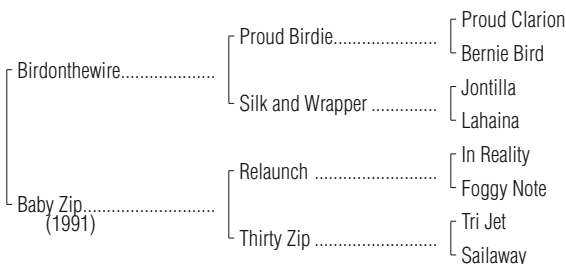 Proud Clarion
Proud Birdie......................
Bernie Bird
Birdonthewire....................
Jontilla
Silk and Wrapper ..............
Lahaina
In Reality
Relaunch ..........................
Foggy Note
Baby Zip............................
(1991)
Tri Jet
Thirty Zip ..........................
Sailaway